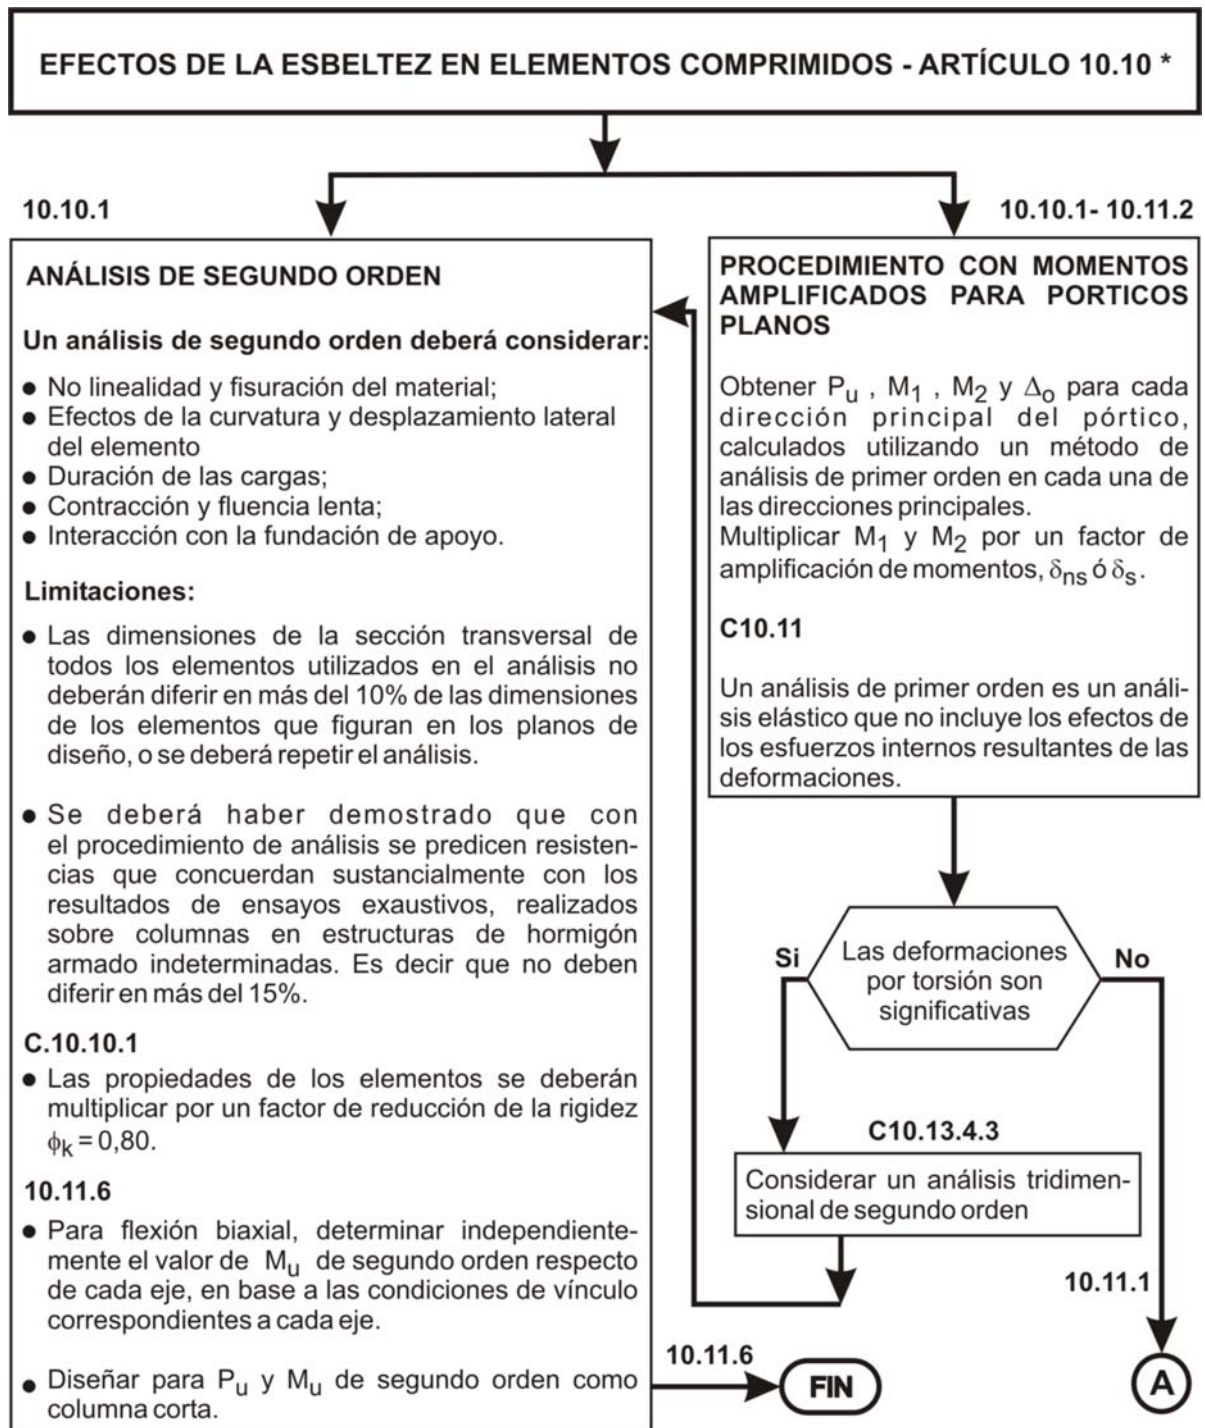 EFECTOS DE LA ESBELTEZ EN ELEMENTOS COMPRIMIDOS - ARTÍCULO 10.10 *
10.10.1
ANÁLISIS DE SEGUNDO ORDEN
Un análisis de segundo orden deberá considerar:
● No linealidad y fisuración del material;
● Efectos de la curvatura y desplazamiento lateral
del elemento
● Duración de las cargas;
● Contracción y fluencia lenta;
● Interacción con la fundación de apoyo.
Limitaciones:
● Las dimensiones de la sección transversal de
todos los elementos utilizados en el análisis no
deberán diferir en más del 10% de las dimensiones
de los elementos que figuran en los planos de
diseño, o se deberá repetir el análisis.
● Se deberá haber demostrado que con
el procedimiento de análisis se predicen resisten-
cias que concuerdan sustancialmente con los
resultados de ensayos exaustivos, realizados
sobre columnas en estructuras de hormigón
armado indeterminadas. Es decir que no deben
diferir en más del 15%.
C.10.10.1
● Las propiedades de los elementos se deberán
multiplicar por un factor de reducción de la rigidez
ϕk = 0,80.
10.11.6
● Para flexión biaxial, determinar independiente-
mente el valor de Mu de segundo orden respecto
de cada eje, en base a las condiciones de vínculo
correspondientes a cada eje.
● Diseñar para Pu y Mu de segundo orden como
columna corta.
10.11.6
FIN
10.10.1- 10.11.2
PROCEDIMIENTO CON MOMENTOS
AMPLIFICADOS PARA PORTICOS
PLANOS
Obtener Pu , M1 , M2 y Δo para cada
dirección principal del pórtico,
calculados utilizando un método de
análisis de primer orden en cada una de
las direcciones principales.
Multiplicar M1 y M2 por un factor de
amplificación de momentos, δns ó δs.
C10.11
Un análisis de primer orden es un análi-
sis elástico que no incluye los efectos de
los esfuerzos internos resultantes de las
deformaciones.
Si
Las deformaciones
por torsión son
significativas
No
C10.13.4.3
Considerar un análisis tridimen-
sional de segundo orden
10.11.1
A